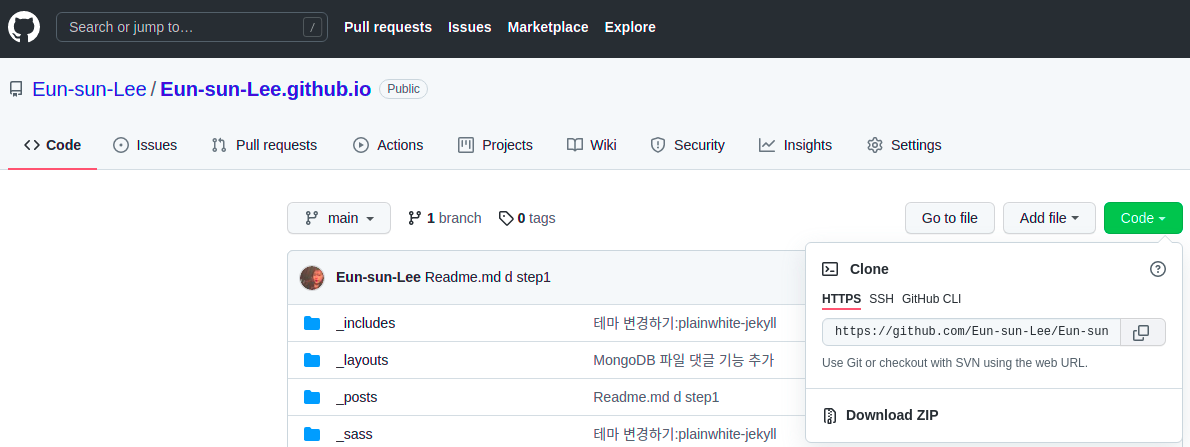 Search or jump to… / Pull requests Issues Marketplace Explore
Eun-sun-Lee / Eun-sun-Lee.github.io Public
Code Issues Pull requests Actions Projects Wiki Security Insights Settings
main 1 branch 0 tags Go to file Add file Code
Eun-sun-Lee Readme.md d step1
_includes 테마 변경하기:plainwhite-jekyll
_layouts MongoDB 파일 댓글 기능 추가
_posts Readme.md d step1
_sass 테마 변경하기:plainwhite-jekyll
Clone
HTTPS SSH GitHub CLI
https://github.com/Eun-sun-Lee/Eun-sun
Use Git or checkout with SVN using the web URL.
Download ZIP